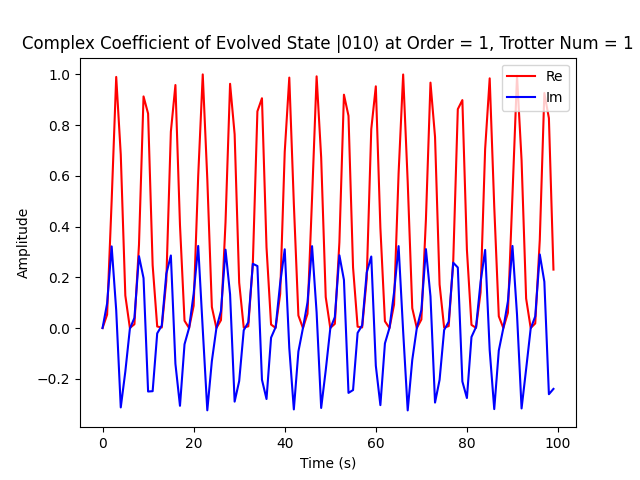 Complex Coefficient of Evolved State |010⟩ at Order = 1, Trotter Num = 1
Re
Im
1.0
0.8
0.6
0.4
0.2
0.0
−0.2
Amplitude
0
20
40
60
80
100
Time (s)